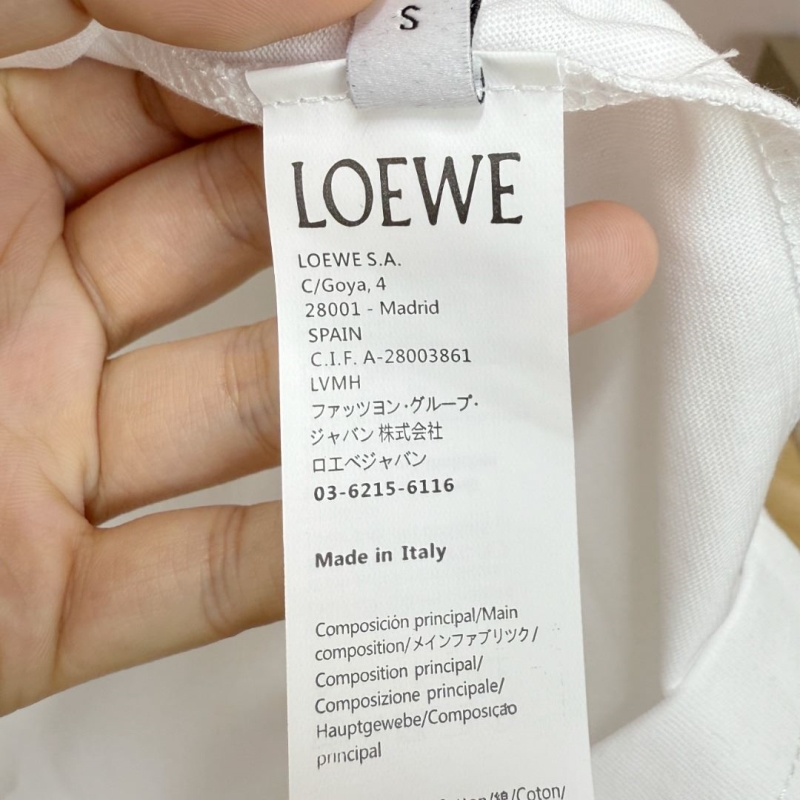 S
LOEWE
LOEWE S.A.
C/Goya, 4
28001 - Madrid
SPAIN
C.I.F. A-28003861
LVMH
ファッツヨン・グループ・
ジャバン 株式会社
ロエベジャバン
03-6215-6116
Made in Italy
Composición principal/Main
composition/メインファブリツク/
Composition principal/
Composizione principale/
Hauptgewebe/Composição
principal
/綿/Coton/